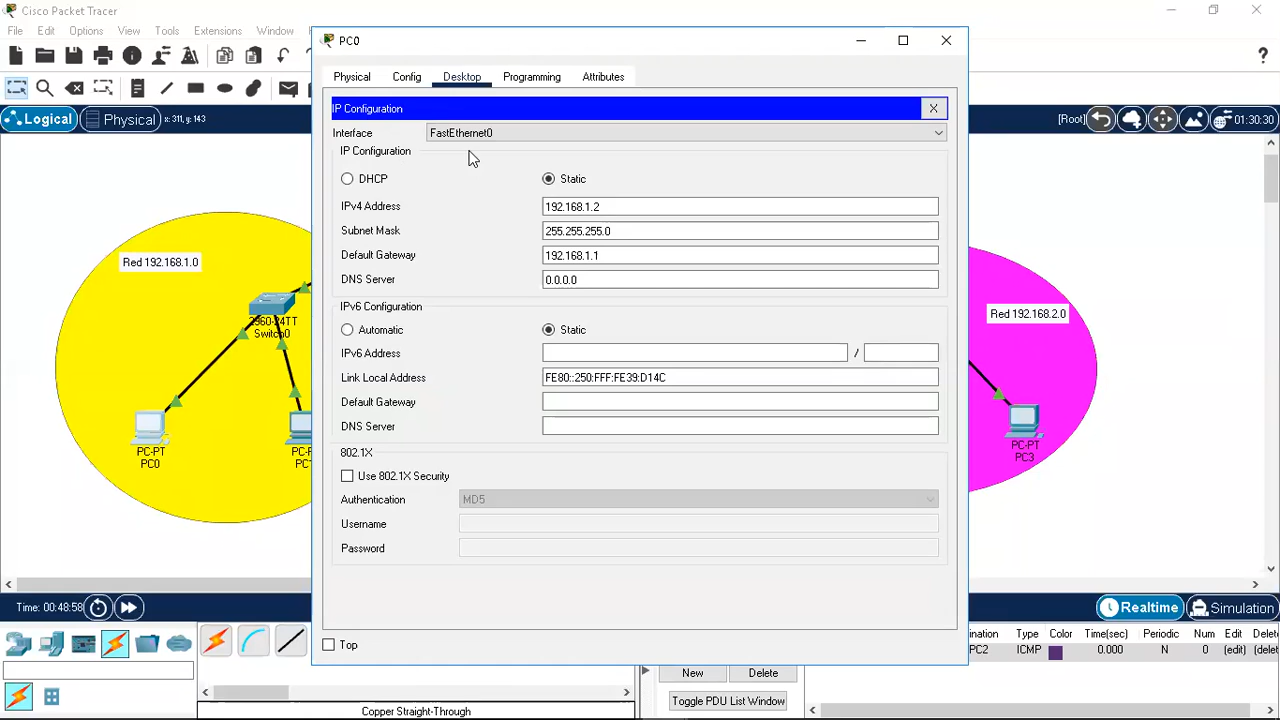 Cisco Packet Tracer
File Options View Tools Extensions Window
PC0
Physical Config Desktop Programming Attributes
Logical Physical x: 311, y: 143
[Root] 01:30:30
IP Configuration X
Interface FastEthernet0
IP Configuration
DHCP Static
IPv4 Address 192.168.1.2
Subnet Mask 255.255.255.0
Default Gateway 192.168.1.1
DNS Server 0.0.0.0
IPv6 Configuration
Automatic Static
IPv6 Address /
Link Local Address FE80::250:FFF:FE39:D14C
Default Gateway
DNS Server
802.1X
Use 802.1X Security
Authentication MD5
Username
Password
Top
Red 192.168.1.0
2960-24TT
Switch0
PC-PT
PC0
Red 192.168.2.0
PC-PT
PC3
Time: 00:48:58
Realtime Simulation
Type Color Time(sec) Periodic Num Edit
PC2 ICMP 0.000 N 0 (edit)
New Delete
Toggle PDU List Window
Copper Straight-Through